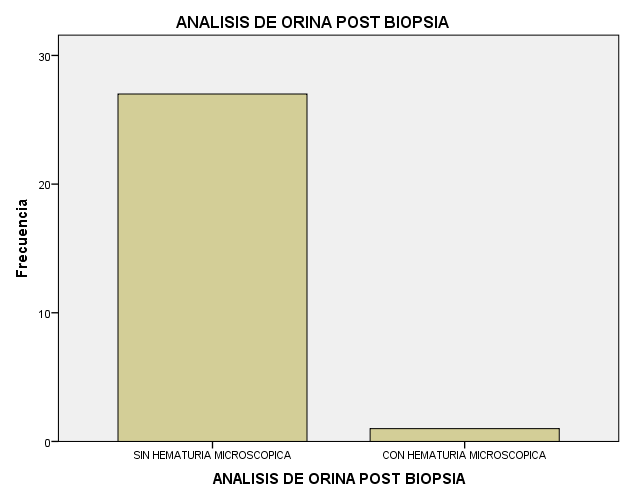 ANALISIS DE ORINA POST BIOPSIA
30
20
10
0
Frecuencia
SIN HEMATURIA MICROSCOPICA
CON HEMATURIA MICROSCOPICA
ANALISIS DE ORINA POST BIOPSIA